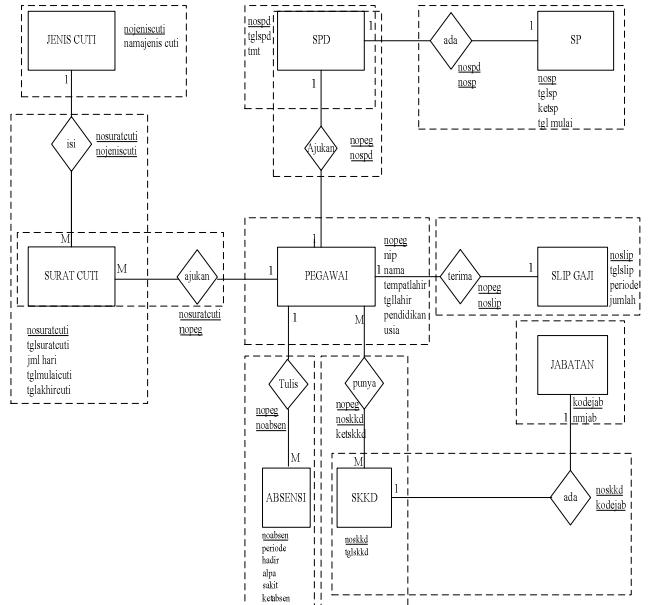 JENIS CUTI
nojeniscuti
namajenis cuti
1
isi
nosuratcuti
nojeniscuti
M
SURAT CUTI
nosuratcuti
tglsuratcuti
jml hari
tglmulaicuti
tglakhircuti
M
ajukan
nosuratcuti
nopeg
1
nospd
tglspd
tmt
SPD
1
ada
nospd
nosp
1
SP
nosp
tglsp
ketsp
tgl mulai
1
Ajukan
nopeg
nospd
1
PEGAWAI
nopeg
nip
nama
tempatlahir
tgllahir
pendidikan
usia
1
terima
nopeg
noslip
1
SLIP GAJI
noslip
tglslip
periode
jumlah
1
Tulis
nopeg
noabsen
M
ABSENSI
noabsen
periode
hadir
alpa
sakit
ketabsen
M
punya
nopeg
noskkd
ketskkd
M
SKKD
noskkd
tglskkd
1
ada
noskkd
kodejab
1
JABATAN
kodejab
nmjab